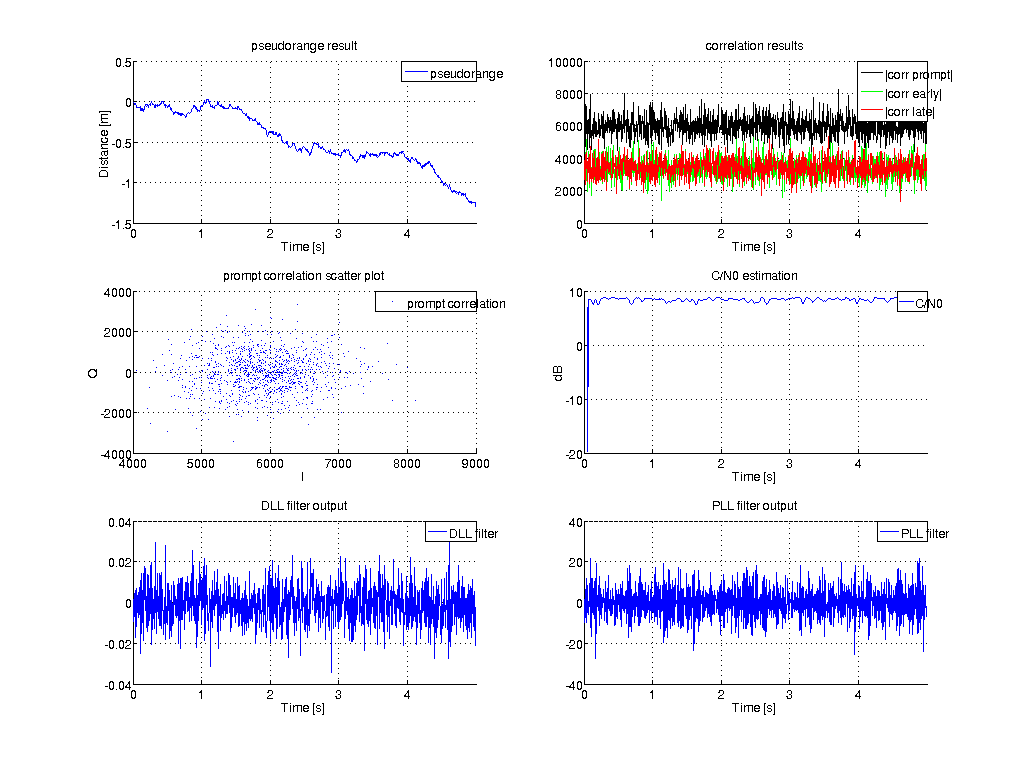 pseudorange result
0.5
0
-0.5
-1
-1.5
Distance [m]
0 1 2 3 4
Time [s]
pseudorange
correlation results
10000
8000
6000
4000
2000
0
0 1 2 3 4
Time [s]
|corr prompt|
|corr early|
|corr late|
prompt correlation scatter plot
4000
2000
0
-2000
-4000
Q
4000 5000 6000 7000 8000 9000
I
prompt correlation
C/N0 estimation
10
0
-10
-20
dB
0 1 2 3 4
Time [s]
C/N0
DLL filter output
0.04
0.02
0
-0.02
-0.04
0 1 2 3 4
Time [s]
DLL filter
PLL filter output
40
20
0
-20
-40
0 1 2 3 4
Time [s]
PLL filter